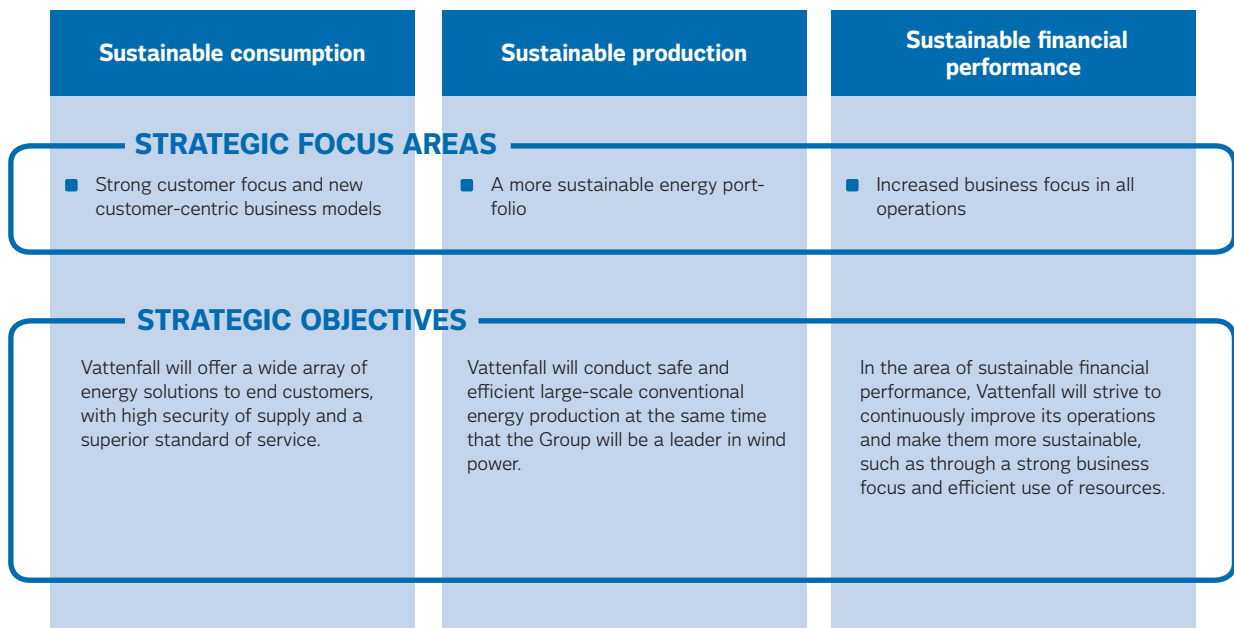 Sustainable consumption
Sustainable production
Sustainable financial
performance
STRATEGIC FOCUS AREAS
Strong customer focus and new
customer-centric business models
A more sustainable energy port-
folio
Increased business focus in all
operations
STRATEGIC OBJECTIVES
Vattenfall will offer a wide array of
energy solutions to end customers,
with high security of supply and a
superior standard of service.
Vattenfall will conduct safe and
efficient large-scale conventional
energy production at the same time
that the Group will be a leader in wind
power.
In the area of sustainable financial
performance, Vattenfall will strive to
continuously improve its operations
and make them more sustainable,
such as through a strong business
focus and efficient use of resources.